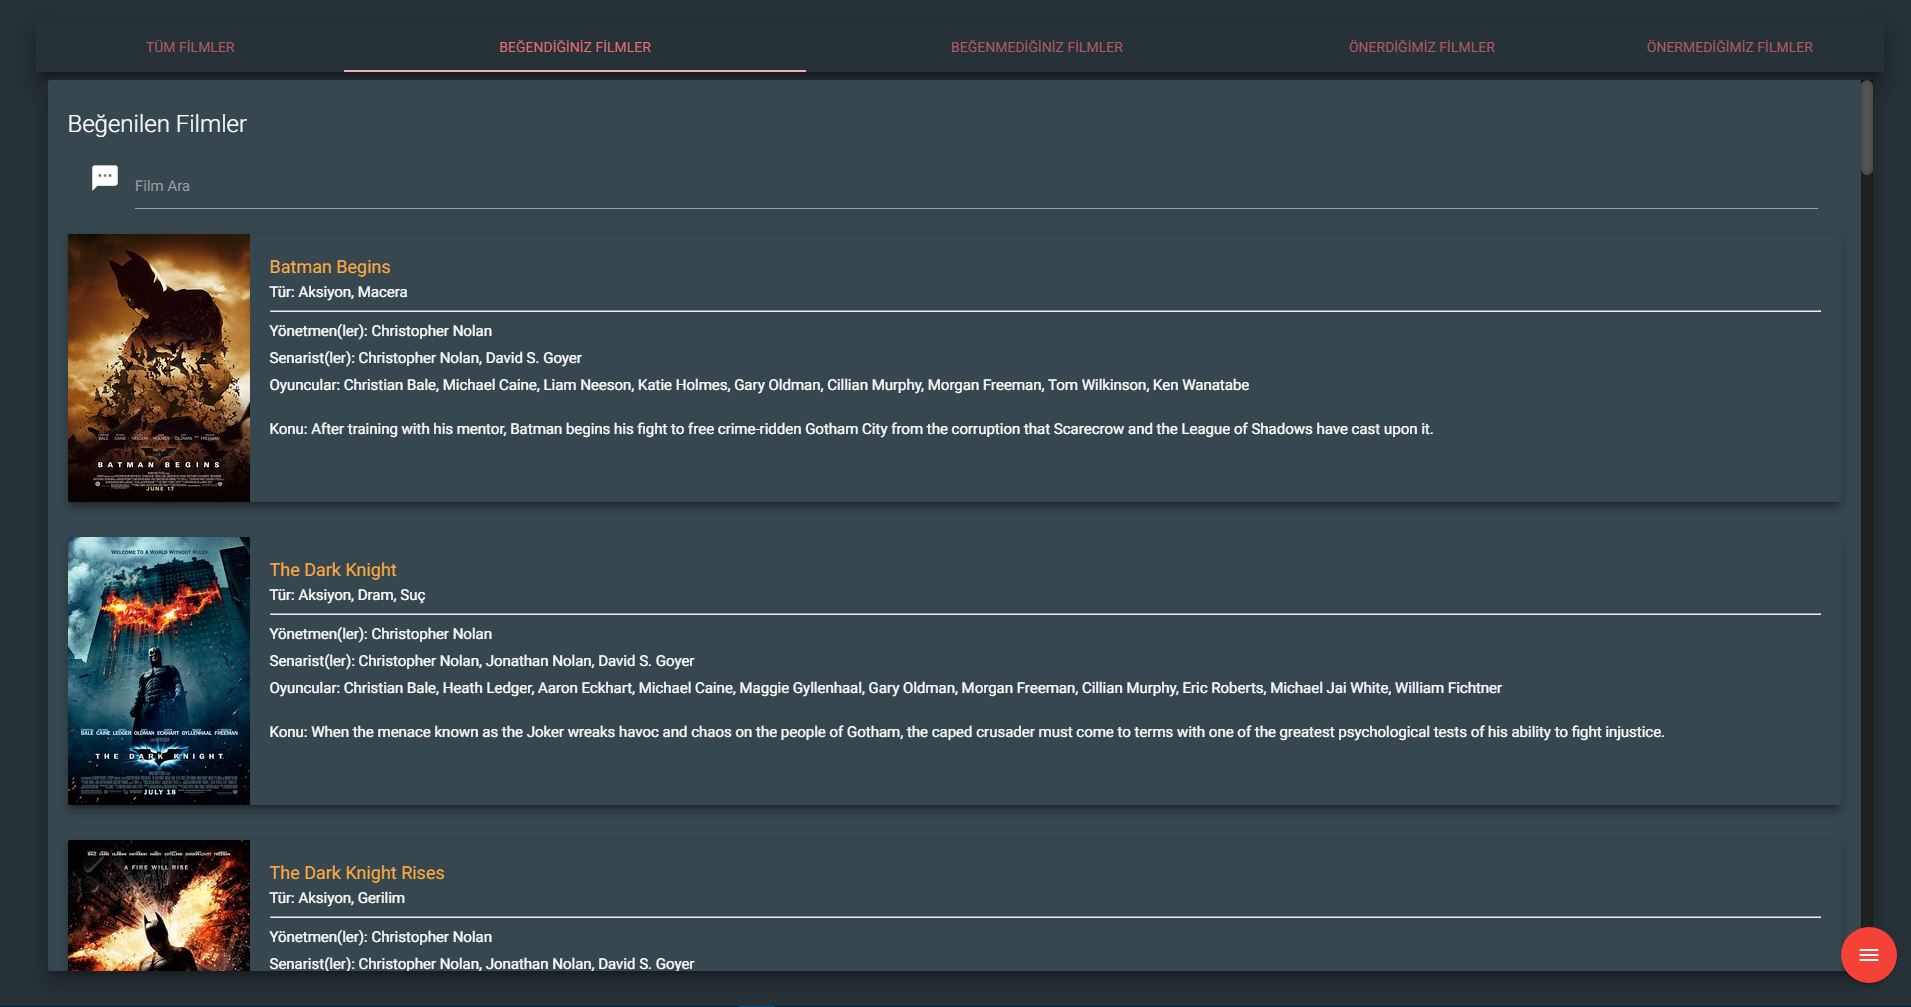 TÜM FİLMLER
BEĞENDİĞİNİZ FİLMLER
BEĞENMEDİĞİNİZ FİLMLER
ÖNERDİĞİMİZ FİLMLER
ÖNERMEDİĞİMİZ FİLMLER
Beğenilen Filmler
Film Ara
BATMAN BEGINS
JUNE 17
Batman Begins
Tür: Aksiyon, Macera
Yönetmen(ler): Christopher Nolan
Senarist(ler): Christopher Nolan, David S. Goyer
Oyuncular: Christian Bale, Michael Caine, Liam Neeson, Katie Holmes, Gary Oldman, Cillian Murphy, Morgan Freeman, Tom Wilkinson, Ken Wanatabe
Konu: After training with his mentor, Batman begins his fight to free crime-ridden Gotham City from the corruption that Scarecrow and the League of Shadows have cast upon it.
WELCOME TO A WORLD WITHOUT RULES.
BALE CAINE LEDGER OLDMAN ECKHART GYLLENHAAL FREEMAN
THE DARK KNIGHT
JULY 18
The Dark Knight
Tür: Aksiyon, Dram, Suç
Yönetmen(ler): Christopher Nolan
Senarist(ler): Christopher Nolan, Jonathan Nolan, David S. Goyer
Oyuncular: Christian Bale, Heath Ledger, Aaron Eckhart, Michael Caine, Maggie Gyllenhaal, Gary Oldman, Morgan Freeman, Cillian Murphy, Eric Roberts, Michael Jai White, William Fichtner
Konu: When the menace known as the Joker wreaks havoc and chaos on the people of Gotham, the caped crusader must come to terms with one of the greatest psychological tests of his ability to fight injustice.
A FIRE WILL RISE
The Dark Knight Rises
Tür: Aksiyon, Gerilim
Yönetmen(ler): Christopher Nolan
Senarist(ler): Christopher Nolan, Jonathan Nolan, David S. Goyer